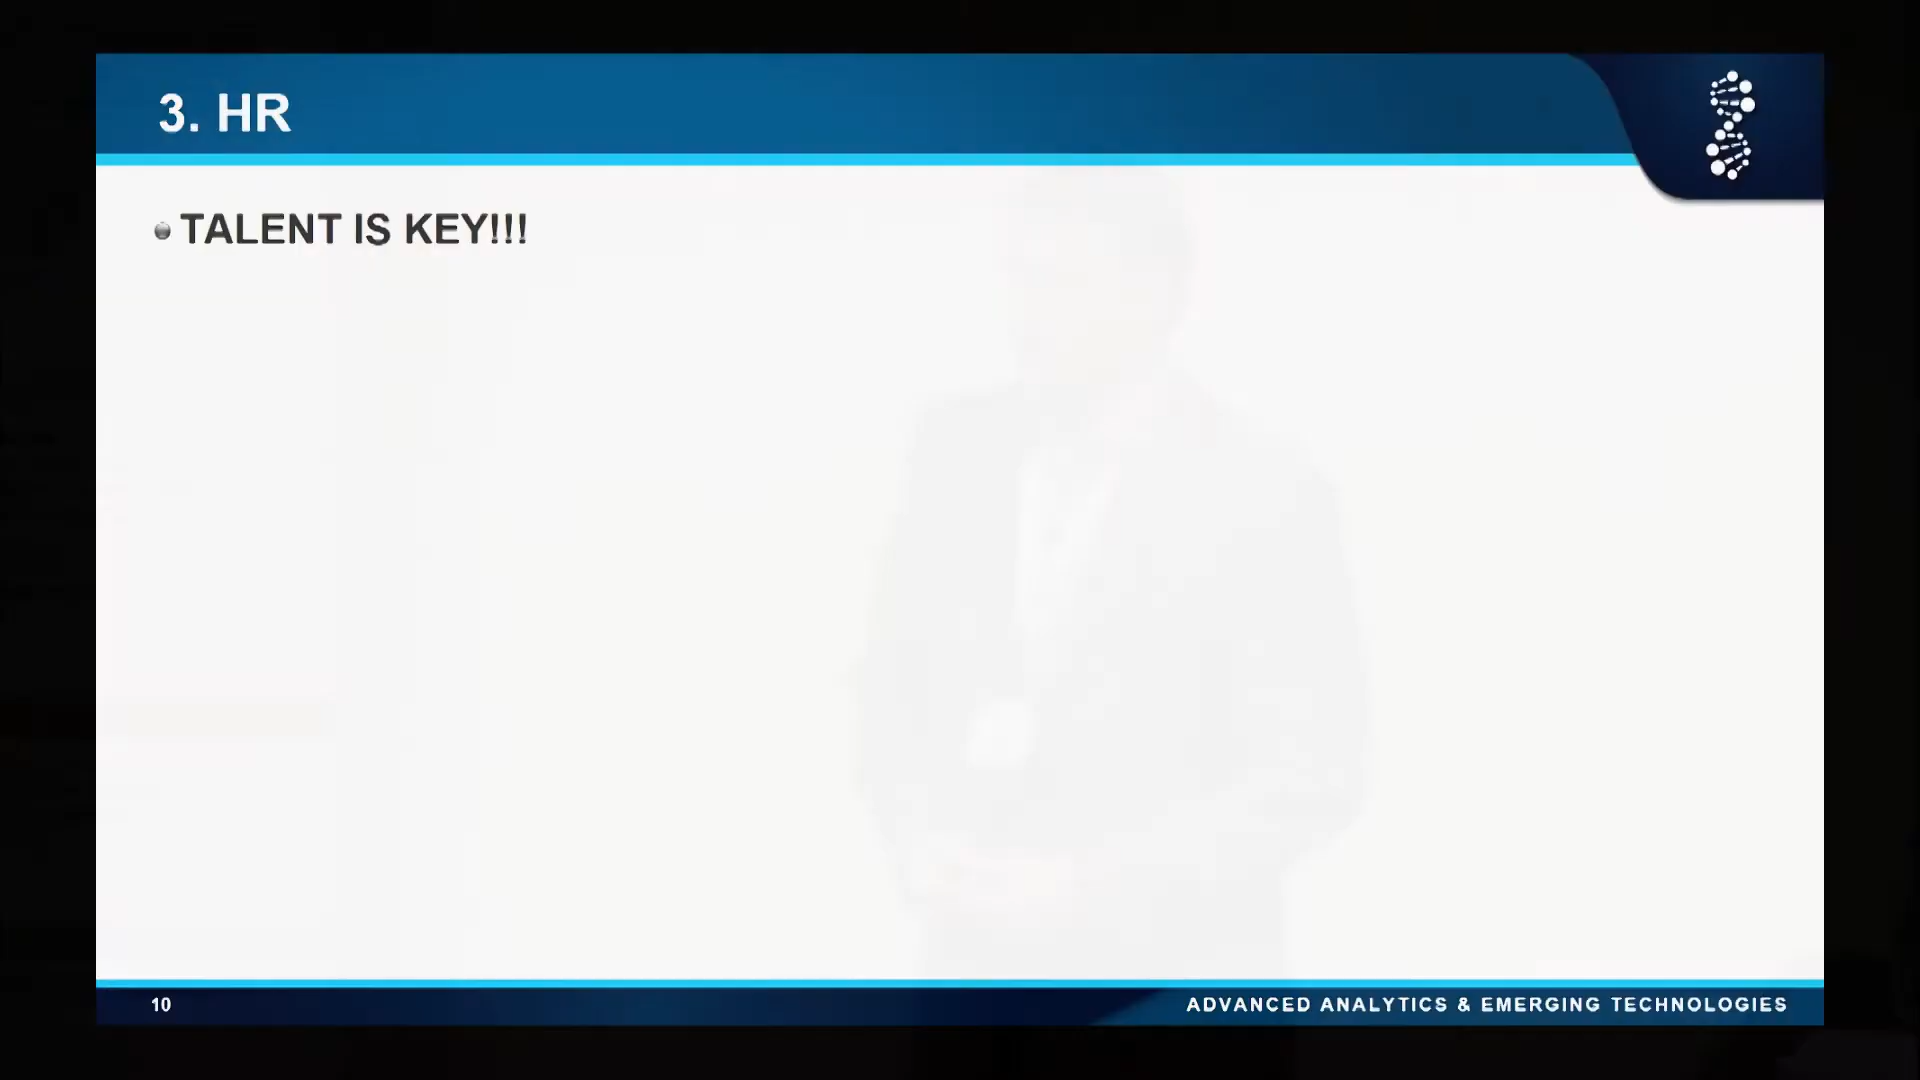 3. HR
TALENT IS KEY!!!
10
ADVANCED ANALYTICS & EMERGING TECHNOLOGIES